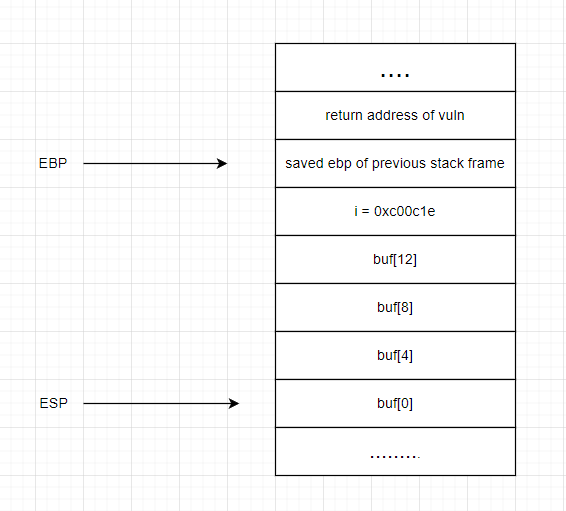 ....
return address of vuln
EBP
saved ebp of previous stack frame
i = 0xc00c1e
buf[12]
buf[8]
buf[4]
ESP
buf[0]
.........